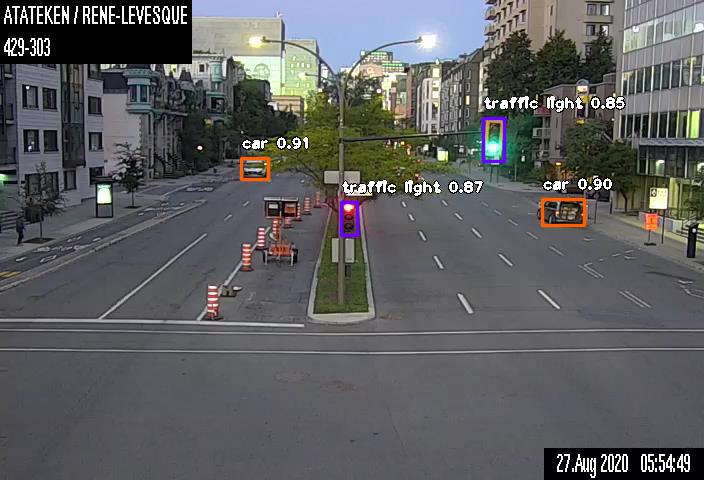 ATATEKEN / RENE-LEVESQUE
429-303
traffic light 0.85
car 0.91
traffic light 0.87
car 0.90
27.Aug 2020 05:54:49